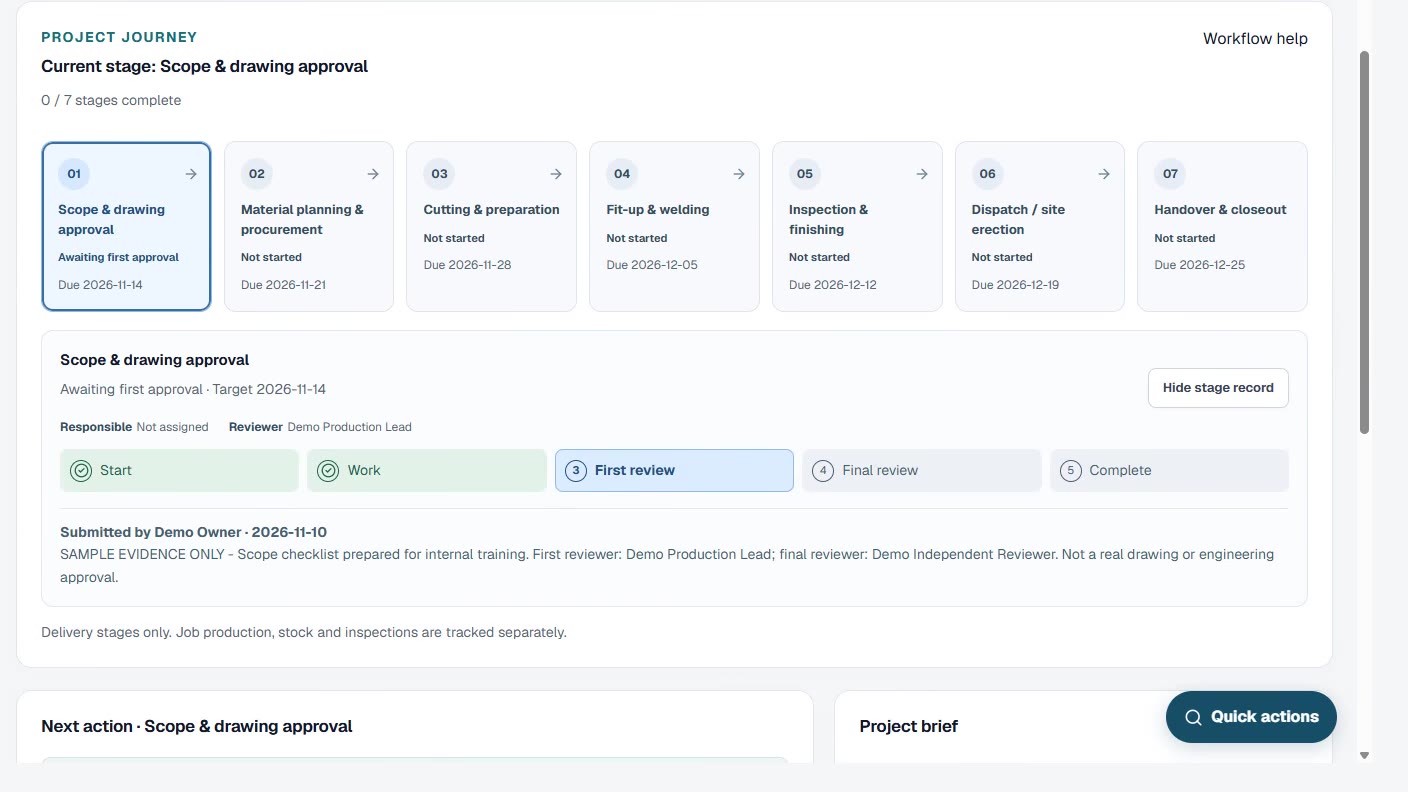 PROJECT JOURNEY
Workflow help
Current stage: Scope & drawing approval
0 / 7 stages complete
01
Scope & drawing
approval
Awaiting first approval
Due 2026-11-14
02
Material planning &
procurement
Not started
Due 2026-11-21
03
Cutting & preparation
Not started
Due 2026-11-28
04
Fit-up & welding
Not started
Due 2026-12-05
05
Inspection &
finishing
Not started
Due 2026-12-12
06
Dispatch / site
erection
Not started
Due 2026-12-19
07
Handover & closeout
Not started
Due 2026-12-25
Scope & drawing approval
Awaiting first approval · Target 2026-11-14
Hide stage record
Responsible Not assigned Reviewer Demo Production Lead
Start
Work
3 First review
4 Final review
5 Complete
Submitted by Demo Owner · 2026-11-10
SAMPLE EVIDENCE ONLY - Scope checklist prepared for internal training. First reviewer: Demo Production Lead; final reviewer: Demo Independent Reviewer. Not a real drawing or engineering
approval.
Delivery stages only. Job production, stock and inspections are tracked separately.
Next action · Scope & drawing approval
Project brief
Quick actions